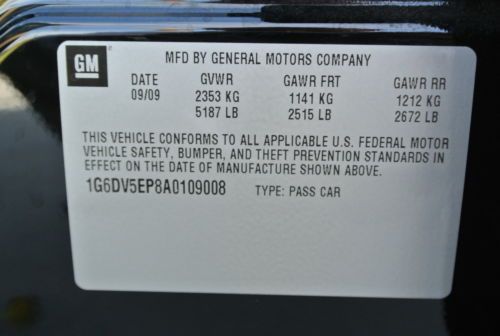 GM
MFD BY GENERAL MOTORS COMPANY
DATE GVWR GAWR FRT GAWR RR
09/09 2353 KG 1141 KG 1212 KG
5187 LB 2515 LB 2672 LB
THIS VEHICLE CONFORMS TO ALL APPLICABLE U.S. FEDERAL MOTOR
VEHICLE SAFETY, BUMPER, AND THEFT PREVENTION STANDARDS IN
EFFECT ON THE DATE OF MANUFACTURE SHOWN ABOVE.
1G6DV5EP8A0109008 TYPE: PASS CAR